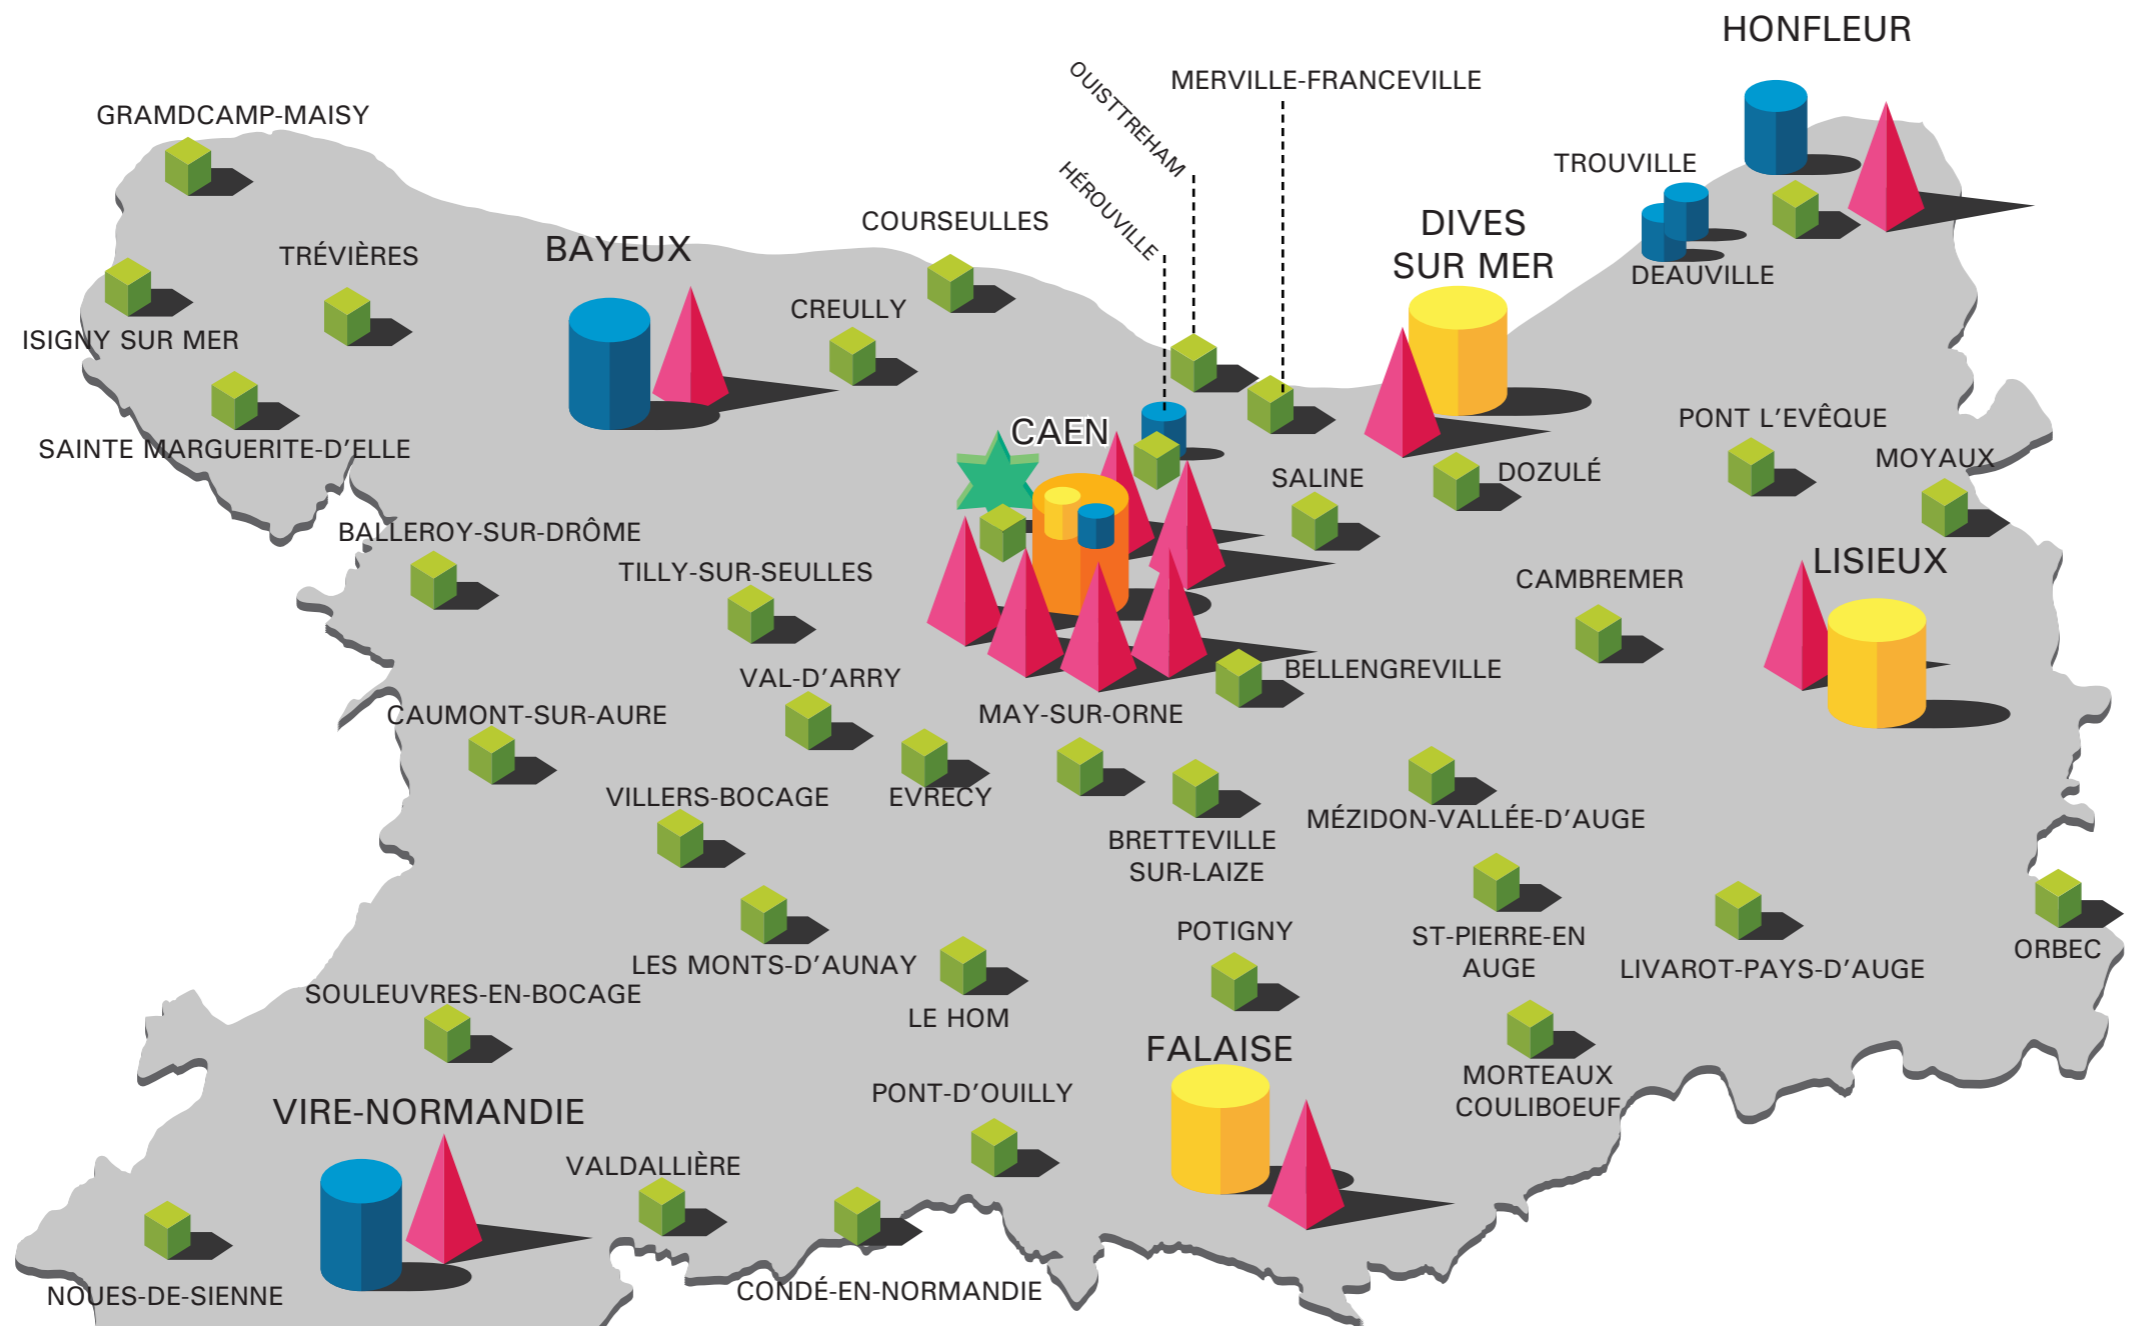 HONFLEUR
OUISTTREHAM
MERVILLE-FRANCEVILLE
GRAMDCAMP-MAISY
TROUVILLE
HÉROUVILLE
COURSEULLES
DIVES
SUR MER
TRÉVIÈRES
BAYEUX
DEAUVILLE
CREULLY
ISIGNY SUR MER
PONT L’EVÊQUE
CAEN
SAINTE MARGUERITE-D’ELLE
MOYAUX
SALINE
DOZULÉ
BALLEROY-SUR-DRÔME
LISIEUX
TILLY-SUR-SEULLES
CAMBREMER
BELLENGREVILLE
VAL-D’ARRY
CAUMONT-SUR-AURE
MAY-SUR-ORNE
VILLERS-BOCAGE
EVRECY
MÉZIDON-VALLÉE-D’AUGE
BRETTEVILLE
SUR-LAIZE
POTIGNY
ST-PIERRE-EN
AUGE
ORBEC
LES MONTS-D’AUNAY
LIVAROT-PAYS-D’AUGE
SOULEUVRES-EN-BOCAGE
LE HOM
FALAISE
MORTEAUX
COULIBOEUF
PONT-D’OUILLY
VIRE-NORMANDIE
VALDALLIÈRE
CONDÉ-EN-NORMANDIE
NOUES-DE-SIENNE